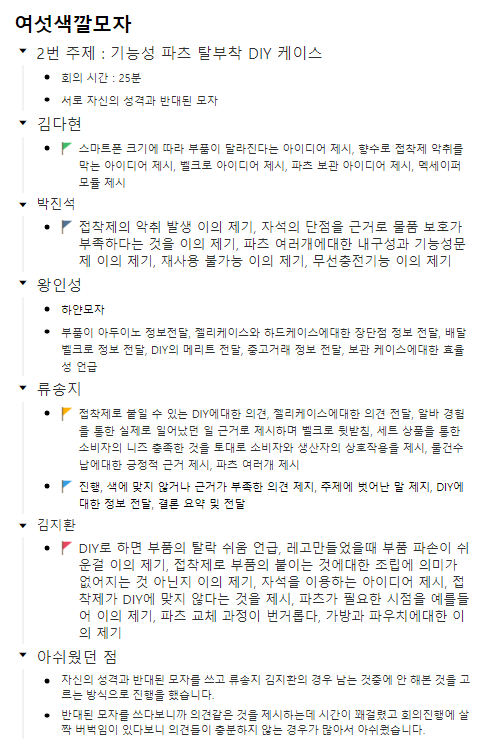 여섯색깔모자
2번 주제 : 기능성 파츠 탈부착 DIY 케이스
회의 시간 : 25분
서로 자신의 성격과 반대된 모자
김다현
스마트폰 크기에 따라 부품이 달라진다는 아이디어 제시, 향수로 접착제 악취를
막는 아이디어 제시, 벨크로 아이디어 제시, 파츠 보관 아이디어 제시, 맥세이퍼
모듈 제시
박진석
접착제의 악취 발생 이의 제기, 자석의 단점을 근거로 물품 보호가
부족하다는 것을 이의 제기, 파츠 여러개에대한 내구성과 기능성문
제 이의 제기, 재사용 불가능 이의 제기, 무선충전기능 이의 제기
왕인성
하얀모자
부품이 아두이노 정보전달, 젤리케이스와 하드케이스에대한 장단점 정보 전달, 배달
벨크로 정보 전달, DIY의 메리트 전달, 중고거래 정보 전달, 보관 케이스에대한 효율
성 언급
류송지
접착제로 붙일 수 있는 DIY에대한 의견, 젤리케이스에대한 의견 전달, 알바 경험
을 통한 실제로 일어났던 일 근거로 제시하며 벨크로 뒷받침, 세트 상품을 통한
소비자의 니즈 충족한 것을 토대로 소비자와 생산자의 상호작용을 제시, 물건수
납에대한 긍정적 근거 제시, 파츠 여러개 제시
진행, 색에 맞지 않거나 근거가 부족한 의견 제지, 주제에 벗어난 말 제지, DIY에
대한 정보 전달, 결론 요약 및 전달
김지환
DIY로 하면 부품의 탈락 쉬움 언급, 레고만들었을때 부품 파손이 쉬
운걸 이의 제기, 접착제로 부품의 붙이는 것에대한 조립에 의미가
없어지는 것 아닌지 이의 제기, 자석을 이용하는 아이디어 제시, 접
착제가 DIY에 맞지 않다는 것을 제시, 파츠가 필요한 시점을 예를들
어 이의 제기, 파츠 교체 과정이 번거롭다, 가방과 파우치에대한 이
의 제기
아쉬웠던 점
자신의 성격과 반대된 모자를 쓰고 류송지 김지환의 경우 남는 것중에 안 해본 것을 고
르는 방식으로 진행을 했습니다.
반대된 모자를 쓰다보니까 의견같은 것을 제시하는데 시간이 꽤걸렸고 회의진행에 살
짝 버벅임이 있다보니 의견들이 충분하지 않는 경우가 많아서 아쉬웠습니다.